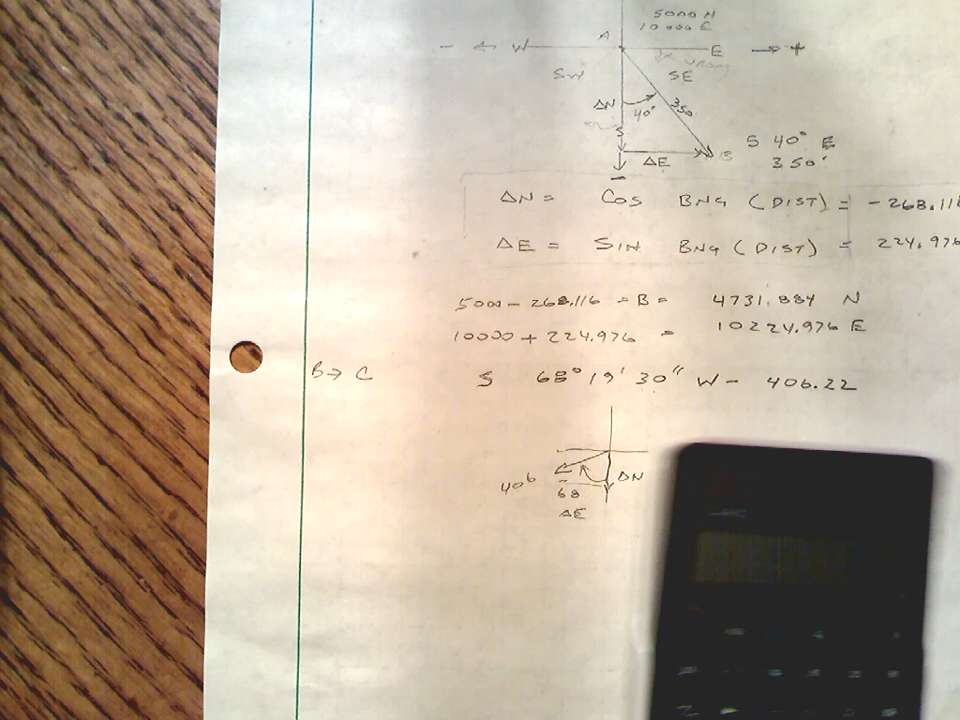 5000 N
10000 E
A
- ← W
E → +
SW
SE
ΔN
40°
350
S
ΔE
B
S 40° E
350'
ΔN = Cos BNG (DIST) = -268.116
ΔE = SIN BNG (DIST) = 224.976
5000 - 268.116 = B = 4731.884 N
10000 + 224.976 = 10224.976 E
B → C S 68° 19' 30" W - 406.22
406
68
ΔN
ΔE